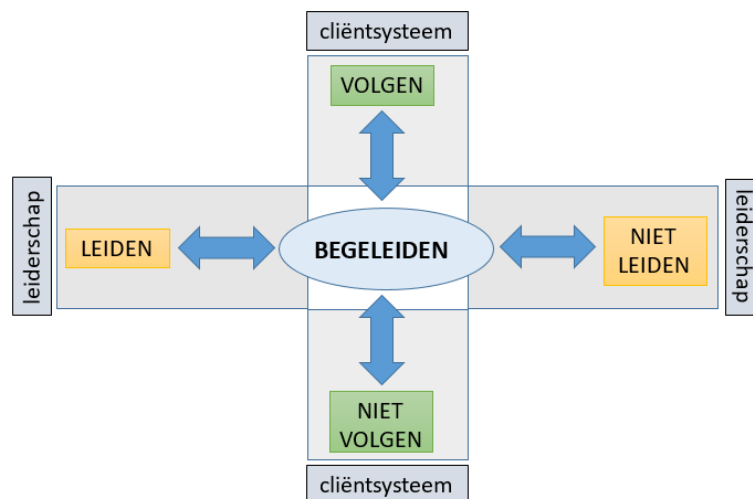 cliëntsysteem
VOLGEN
leiderschap
LEIDEN
BEGELEIDEN
NIET
LEIDEN
leiderschap
NIET
VOLGEN
cliëntsysteem